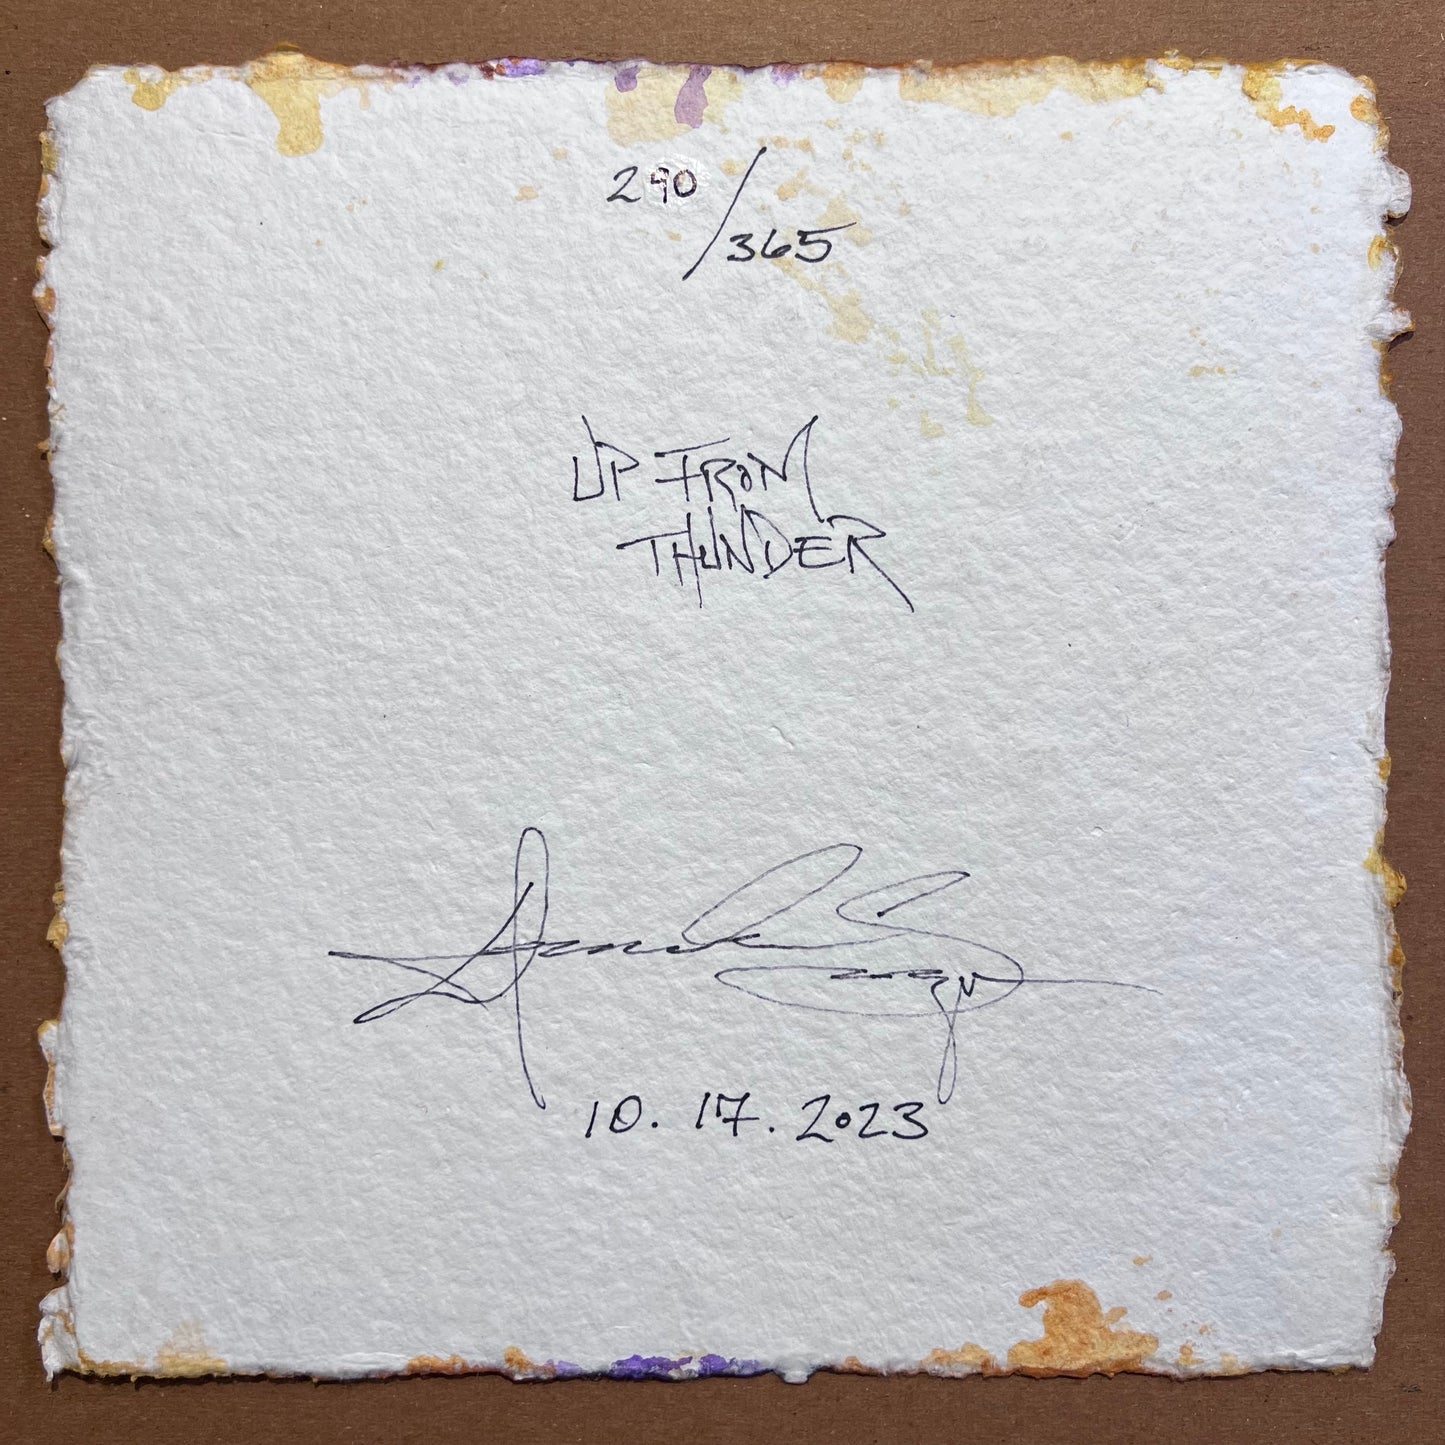 290/365
UP FROM
THUNDER
10.17.2023